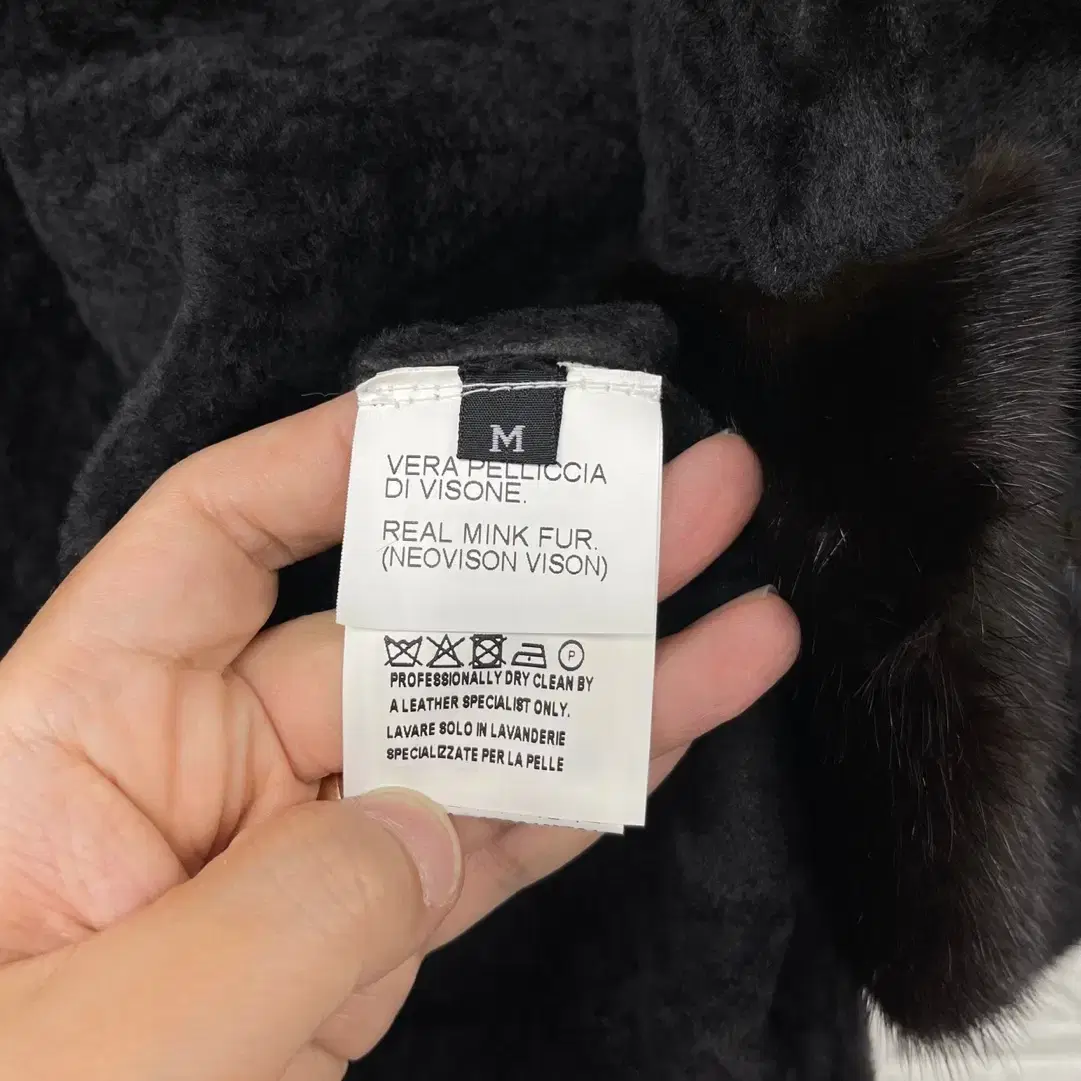 M
VERA PELLICCIA
DI VISONE.
REAL MINK FUR.
(NEOVISON VISON)
P
PROFESSIONALLY DRY CLEAN BY
A LEATHER SPECIALIST ONLY.
LAVARE SOLO IN LAVANDERIE
SPECIALIZZATE PER LA PELLE